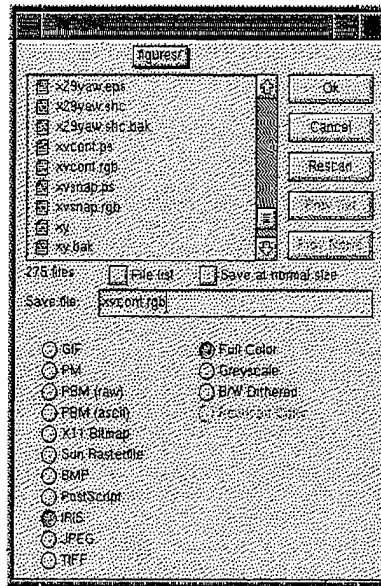 figures/
x29yaw.eps
x29yaw.shc
x29yaw.shc.bak
xvcont.ps
xvcont.rgb
xvsnap.ps
xvsnap.rgb
xy
xy.bak
Ok
Cancel
Rescan
275 files
File list
Save at normal size
Save file:
xvcont.rgb
GIF
PM
PBM (raw)
PBM (ascii)
X11 Bitmap
Sun Rasterfile
BMP
PostScript
IRIS
JPEG
TIFF
Full Color
Greyscale
B/W Dithered